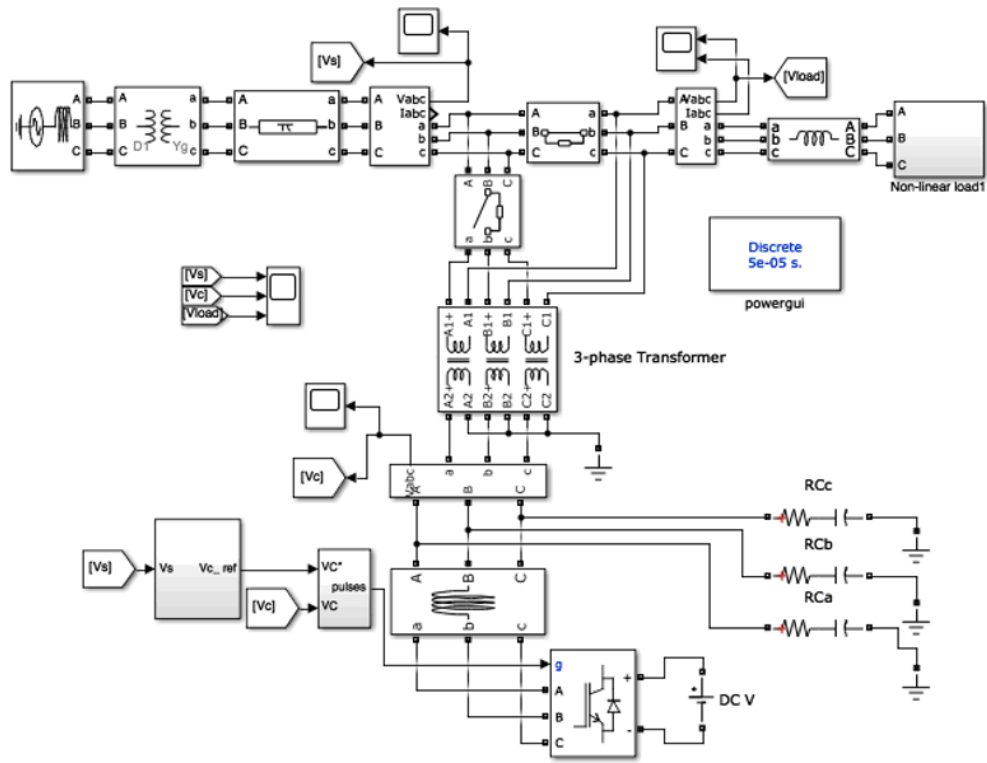 [Vs]
[Vload]
A a A a A Vabc A a A Vabc A
B b B b B Iabc B b B Iabc B
C c C c C a C c C a a A C
D1 Yg b b b B
c c c C
Non-linear load1
A B C
a b c
Discrete
5e-05 s.
powergui
[Vs]
[Vc]
[Vload]
A1+ A1 B1+ B1 C1+ C1
3-phase Transformer
A2+ A2 B2+ B2 C2+ C2
[Vc]
Vabc a b c
A B C
RCc
RCb
RCa
[Vs] Vs Vc_ref VC* pulses
[Vc] VC
A B C
a b c
g
A +
B -
C
DC V